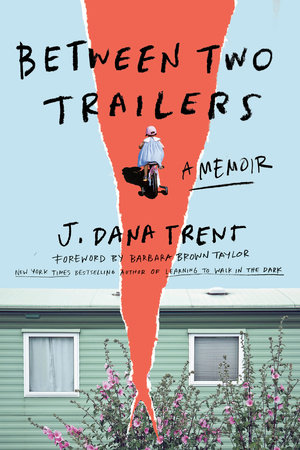 BETWEEN TWO
TRAILERS
A MEMOIR
J. DANA TRENT
FOREWORD BY BARBARA BROWN TAYLOR
NEW YORK TIMES BESTSELLING AUTHOR OF LEARNING TO WALK IN THE DARK